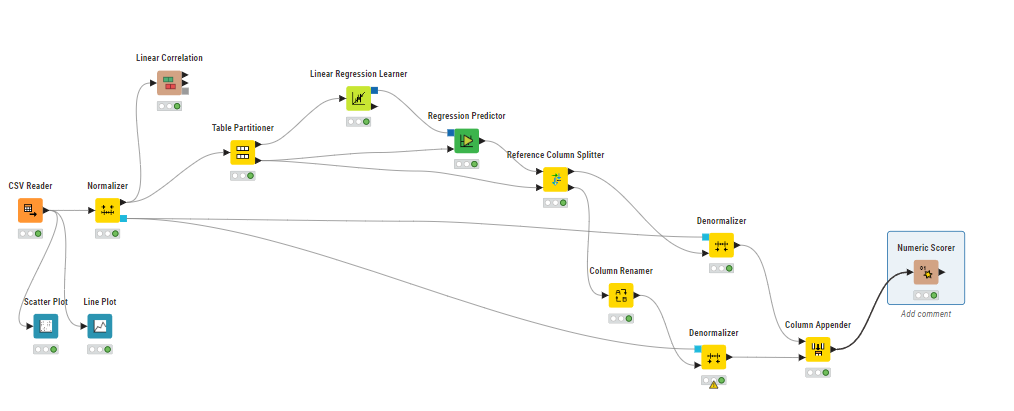 Linear Correlation
Linear Regression Learner
Regression Predictor
Table Partitioner
Reference Column Splitter
CSV Reader
Normalizer
Denormalizer
Numeric Scorer
Column Renamer
Scatter Plot
Line Plot
Add comment
Column Appender
Denormalizer